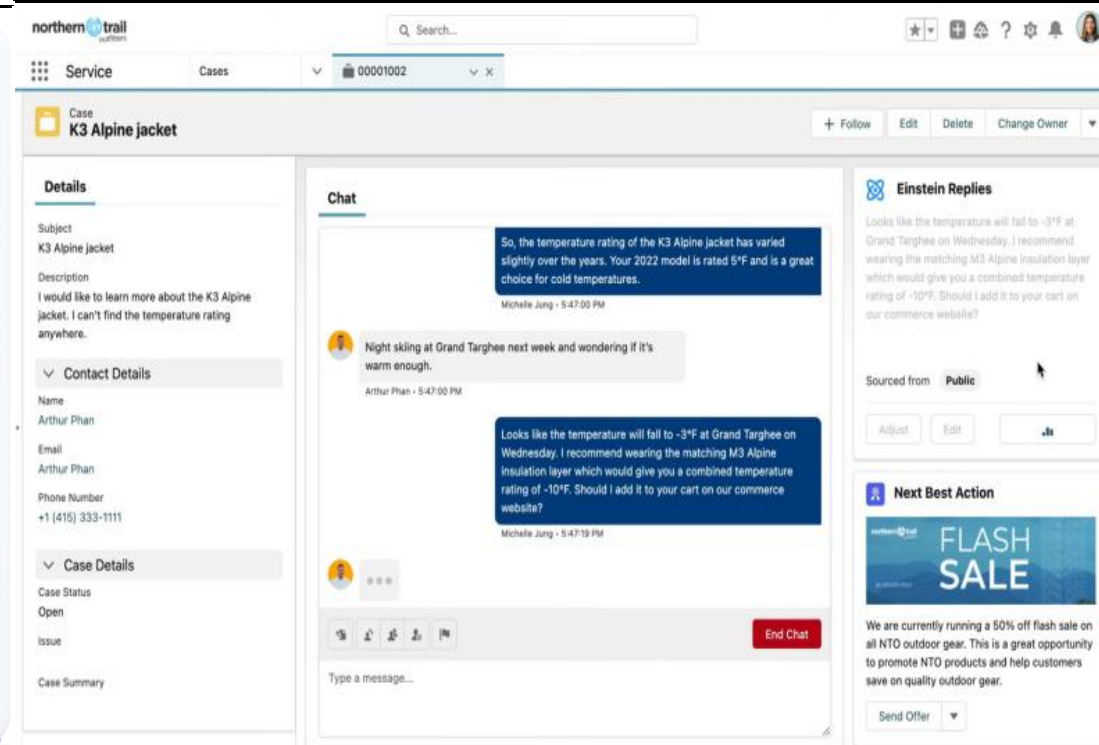 northern trail
outfitters
Search...
Service
Cases
00001002
Case
K3 Alpine jacket
+ Follow
Edit
Delete
Change Owner
Details
Subject
K3 Alpine jacket
Description
I would like to learn more about the K3 Alpine
jacket. I can't find the temperature rating
anywhere.
Contact Details
Name
Arthur Phan
Email
Arthur Phan
Phone Number
+1 (415) 333-1111
Case Details
Case Status
Open
Issue
Case Summary
Chat
So, the temperature rating of the K3 Alpine jacket has varied
slightly over the years. Your 2022 model is rated 5°F and is a great
choice for cold temperatures.
Michelle Jung • 5:47:00 PM
Night skiing at Grand Targhee next week and wondering if it's
warm enough.
Arthur Phan • 5:47:00 PM
Looks like the temperature will fall to -3°F at Grand Targhee on
Wednesday. I recommend wearing the matching M3 Alpine
insulation layer which would give you a combined temperature
rating of -10°F. Should I add it to your cart on our commerce
website?
Michelle Jung • 5:47:19 PM
End Chat
Type a message...
Einstein Replies
Looks like the temperature will fall to -3°F at
Grand Targhee on Wednesday. I recommend
wearing the matching M3 Alpine insulation layer
which would give you a combined temperature
rating of -10°F. Should I add it to your cart on
our commerce website?
Sourced from Public
Adjust
Edit
Next Best Action
northern trail
FLASH
SALE
We are currently running a 50% off flash sale on
all NTO outdoor gear. This is a great opportunity
to promote NTO products and help customers
save on quality outdoor gear.
Send Offer